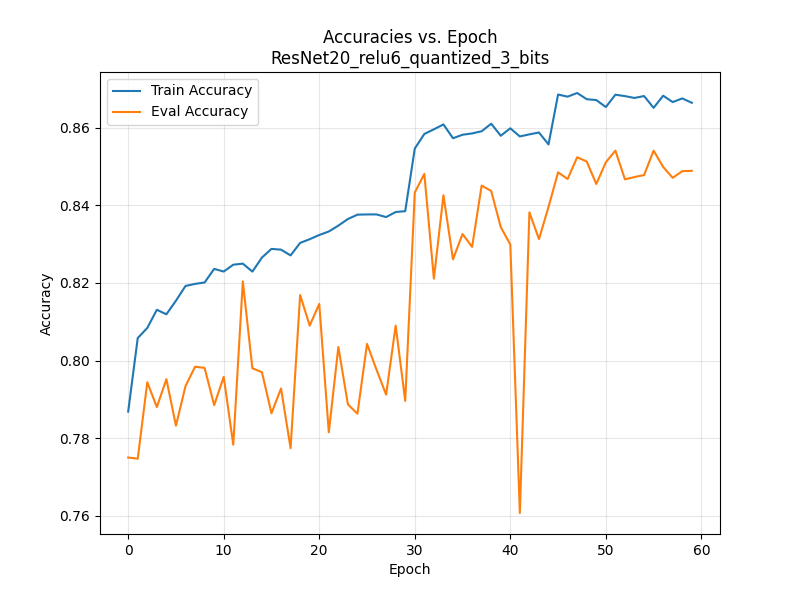 Accuracies vs. Epoch
ResNet20_relu6_quantized_3_bits
Train Accuracy
Eval Accuracy
0.86
0.84
0.82
0.80
0.78
0.76
Accuracy
0 10 20 30 40 50 60
Epoch